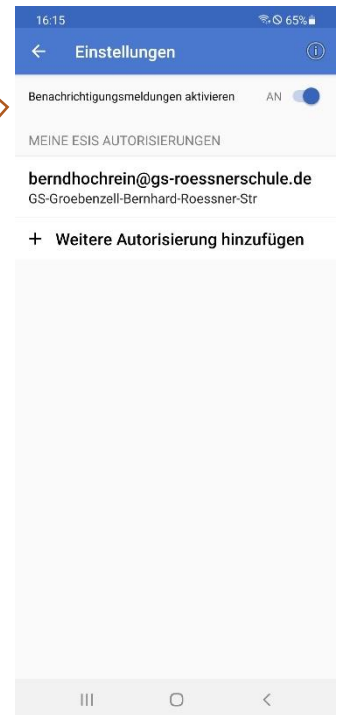 16:15 65%
Einstellungen
Benachrichtigungsmeldungen aktivieren AN
MEINE ESIS AUTORISIERUNGEN
berndhochrein@gs-roessnerschule.de
GS-Groebenzell-Bernhard-Roessner-Str
+ Weitere Autorisierung hinzufügen